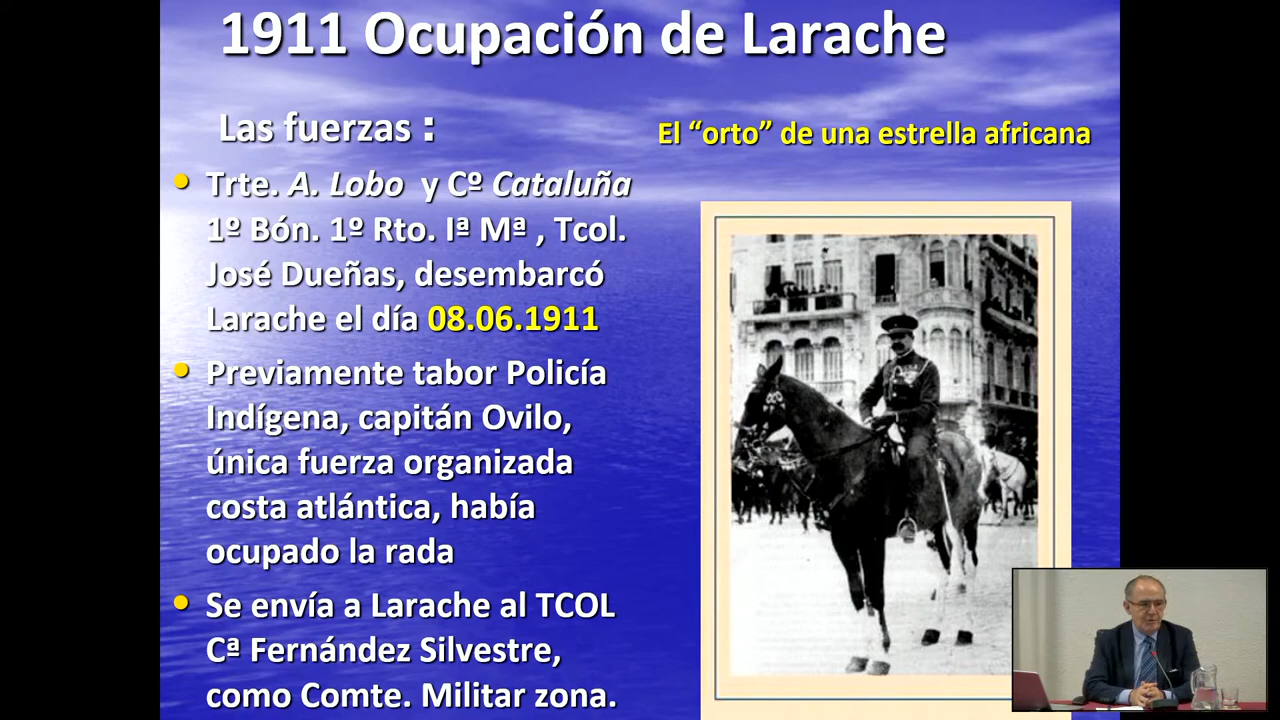 1911 Ocupación de Larache
Las fuerzas :
El “orto” de una estrella africana
Trte. A. Lobo y Cº Cataluña
1º Bón. 1º Rto. Iª Mª , Tcol.
José Dueñas, desembarcó
Larache el día 08.06.1911
Previamente tabor Policía
Indígena, capitán Ovilo,
única fuerza organizada
costa atlántica, había
ocupado la rada
Se envía a Larache al TCOL
Cª Fernández Silvestre,
como Comte. Militar zona.